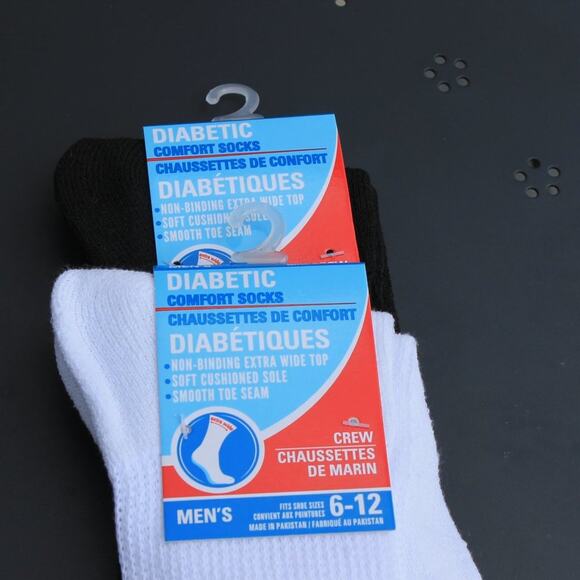 DIABETIC
COMFORT SOCKS
CHAUSSETTES DE CONFORT
DIABÉTIQUES
• NON-BINDING EXTRA WIDE TOP
• SOFT CUSHIONED SOLE
• SMOOTH TOE SEAM
DIABETIC
COMFORT SOCKS
CHAUSSETTES DE CONFORT
DIABÉTIQUES
• NON-BINDING EXTRA WIDE TOP
• SOFT CUSHIONED SOLE
• SMOOTH TOE SEAM
extra wide
CREW
CHAUSSETTES
DE MARIN
MEN'S
FITS SHOE SIZES
CONVIENT AUX POINTURES
6-12
MADE IN PAKISTAN / FABRIQUÉ AU PAKISTAN